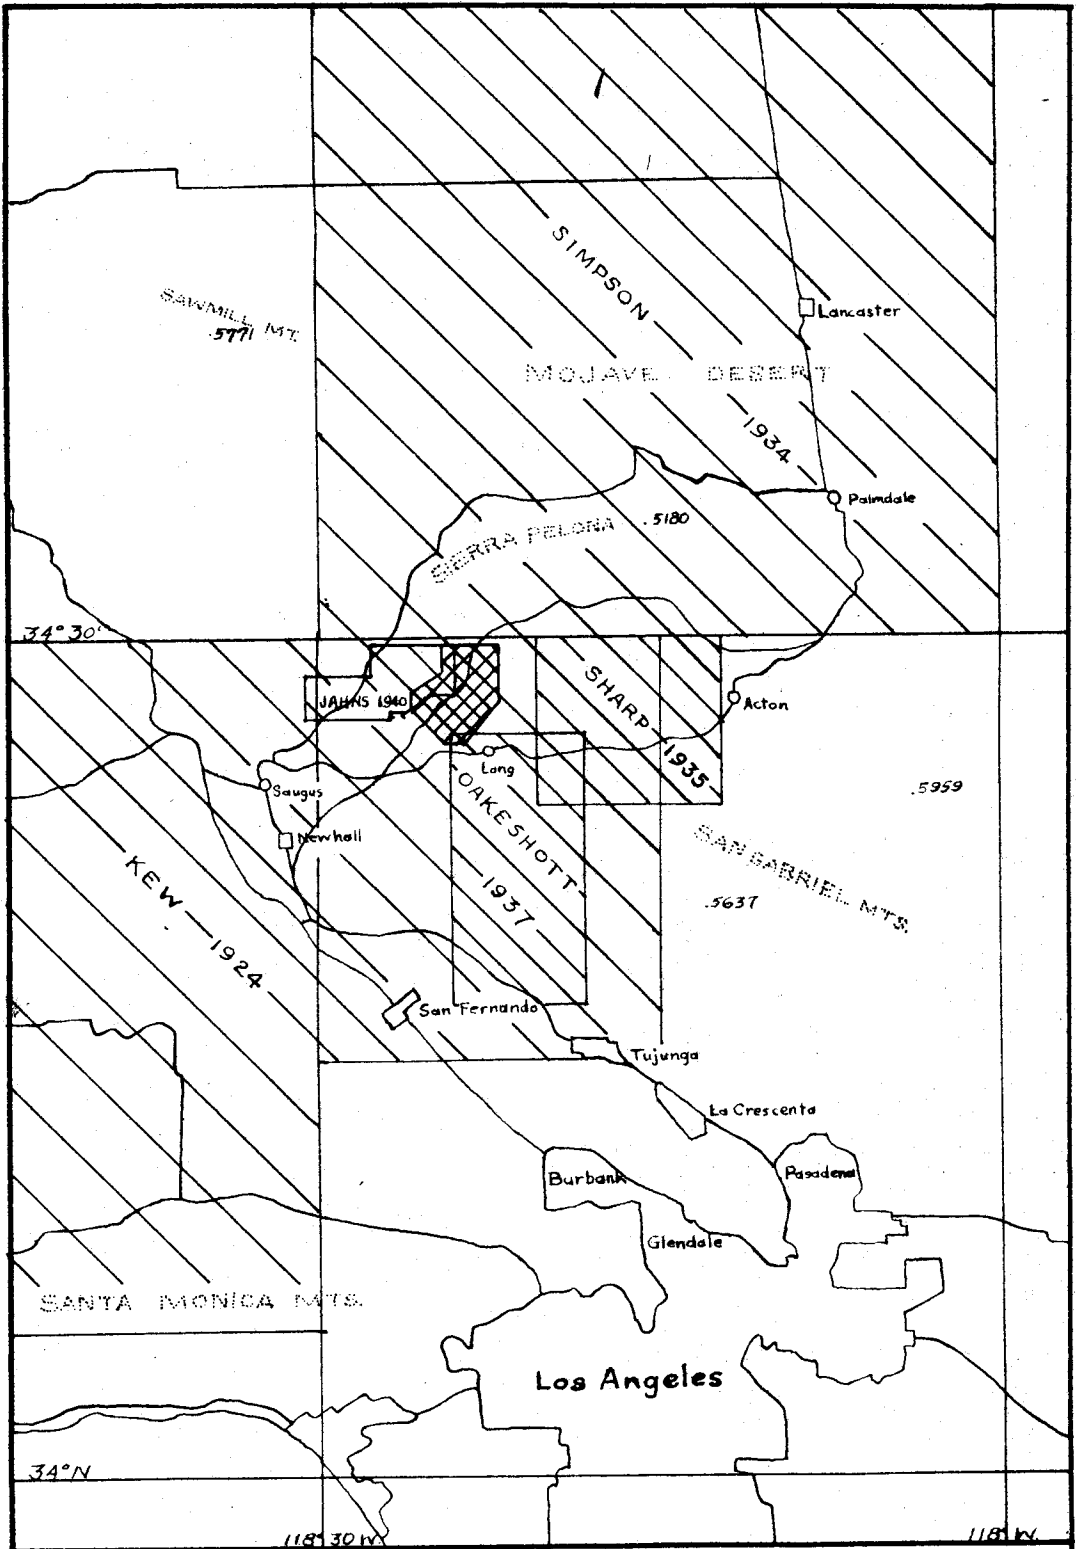 SIMPSON
1934
SAWMILL MT.
.5771
Lancaster
MOJAVE DESERT
Palmdale
.5180
SIERRA PELONA
34° 30'
JAHNS 1940
SHARP 1935
Acton
Lang
Saugus
Newhall
OAKESHOTT
1937
.5959
SAN GABRIEL MTS.
.5637
KEW 1924
San Fernando
Tujunga
La Crescenta
Pasadena
Burbank
Glendale
SANTA MONICA MTS.
Los Angeles
34° N
118° 30 W.
118° W.